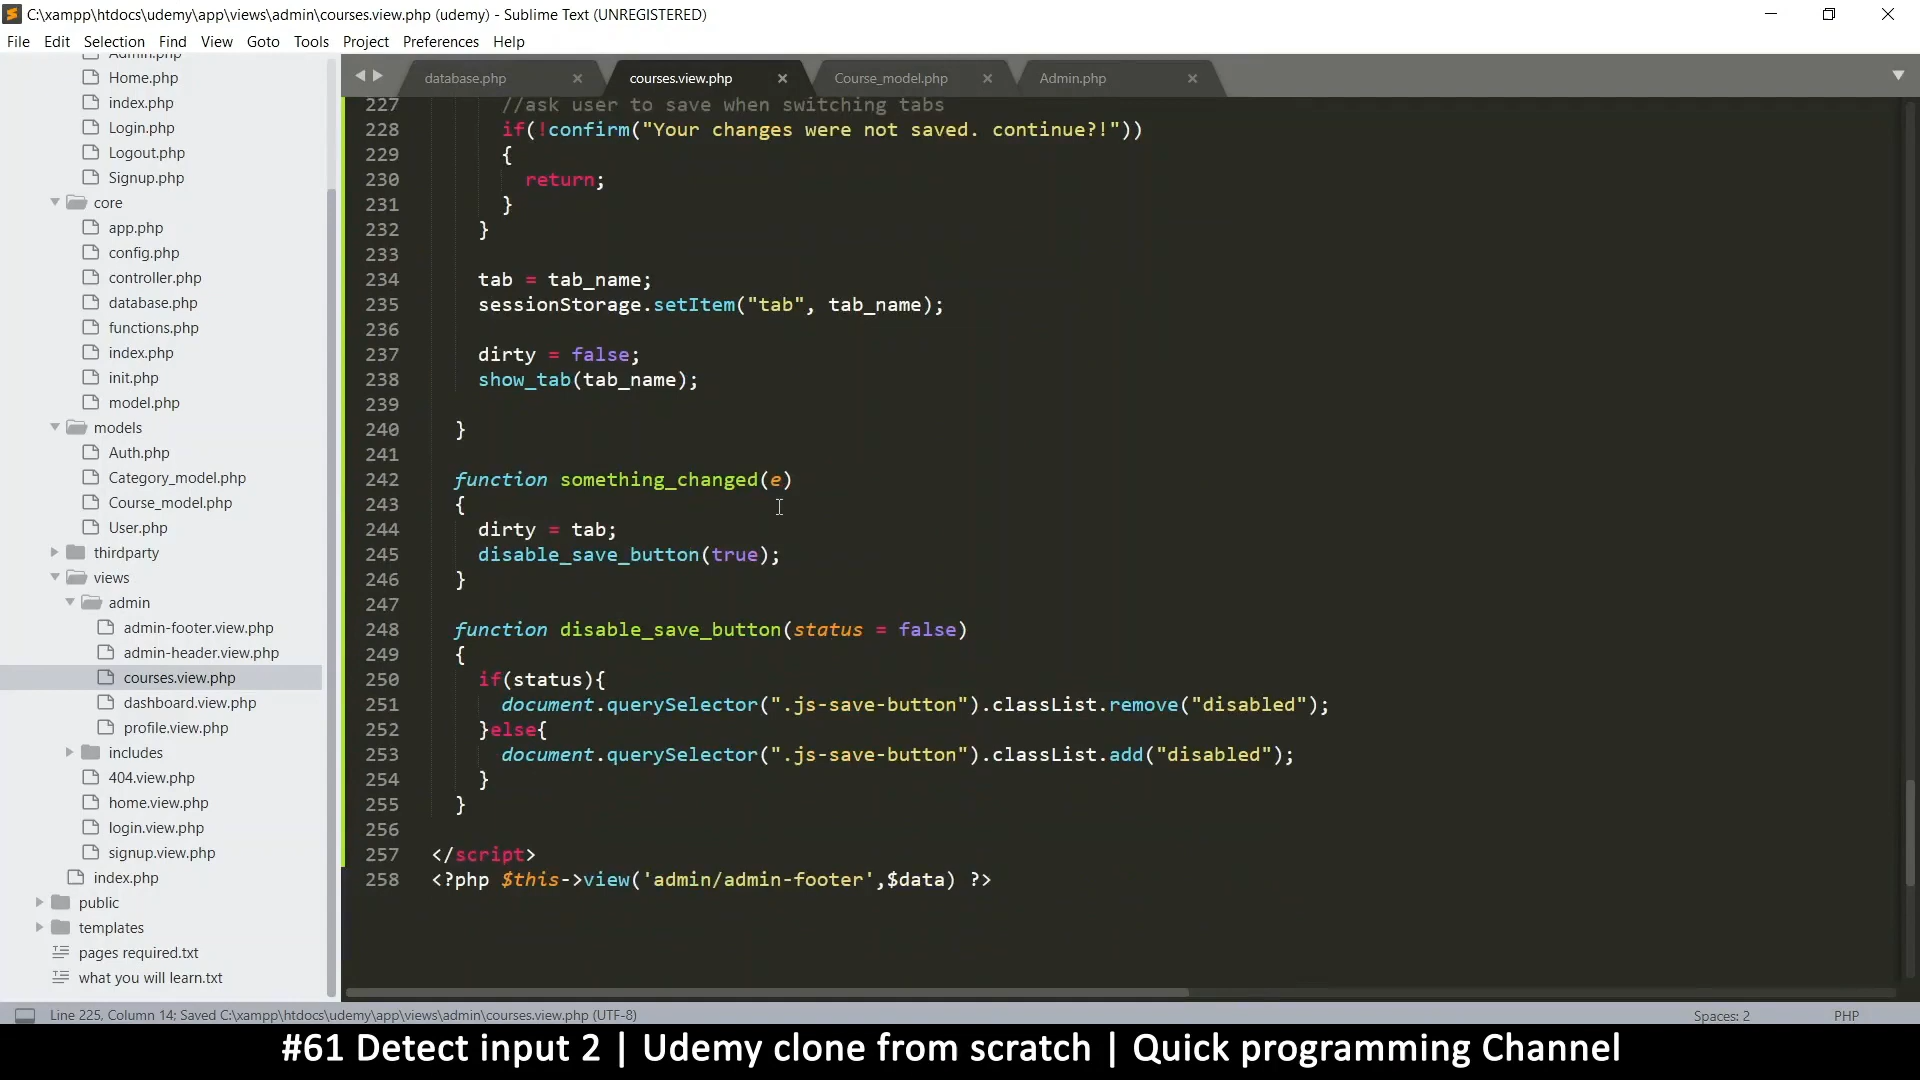 C:\xampp\htdocs\udemy\app\views\admin\courses.view.php (udemy) - Sublime Text (UNREGISTERED)
File Edit Selection Find View Goto Tools Project Preferences Help
Admin.php
Home.php
index.php
Login.php
Logout.php
Signup.php
core
app.php
config.php
controller.php
database.php
functions.php
index.php
init.php
model.php
models
Auth.php
Category_model.php
Course_model.php
User.php
thirdparty
views
admin
admin-footer.view.php
admin-header.view.php
courses.view.php
dashboard.view.php
profile.view.php
includes
404.view.php
home.view.php
login.view.php
signup.view.php
index.php
public
templates
pages required.txt
what you will learn.txt
database.php × courses.view.php × Course_model.php × Admin.php ×
227 //ask user to save when switching tabs
228 if(!confirm("Your changes were not saved. continue?!"))
229 {
230 return;
231 }
232 }
233
234 tab = tab_name;
235 sessionStorage.setItem("tab", tab_name);
236
237 dirty = false;
238 show_tab(tab_name);
239
240 }
241
242 function something_changed(e)
243 {
244 dirty = tab;
245 disable_save_button(true);
246 }
247
248 function disable_save_button(status = false)
249 {
250 if(status){
251 document.querySelector(".js-save-button").classList.remove("disabled");
252 }else{
253 document.querySelector(".js-save-button").classList.add("disabled");
254 }
255 }
256
257 </script>
258 <?php $this->view('admin/admin-footer',$data) ?>
Line 225, Column 14; Saved C:\xampp\htdocs\udemy\app\views\admin\courses.view.php (UTF-8) Spaces: 2 PHP
#61 Detect input 2 | Udemy clone from scratch | Quick programming Channel